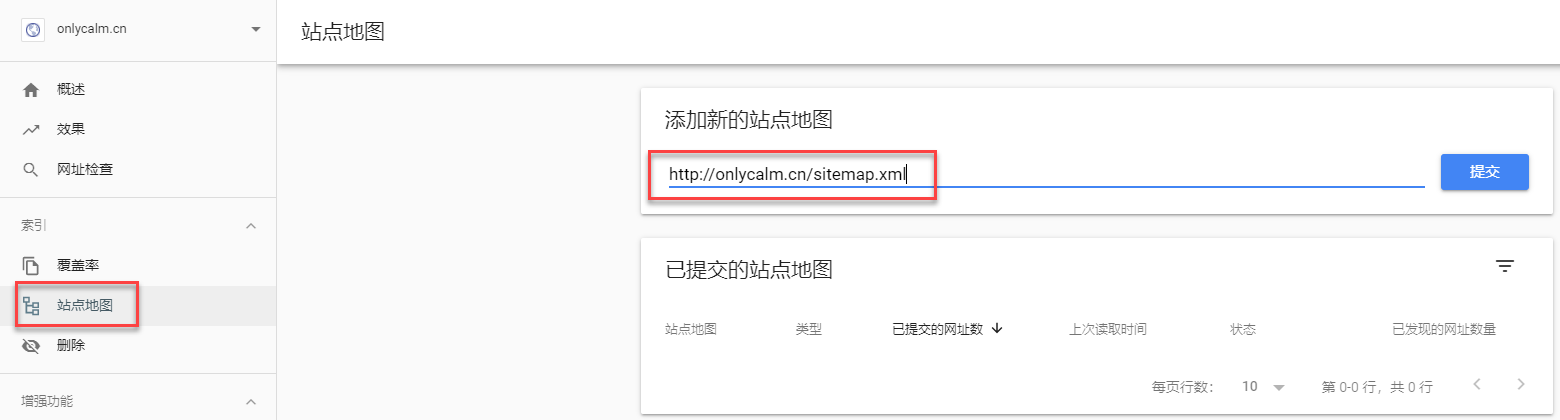 onlycalm.cn
概述
效果
网址检查
索引
覆盖率
站点地图
删除
增强功能
站点地图
添加新的站点地图
http://onlycalm.cn/sitemap.xml
提交
已提交的站点地图
站点地图 类型 已提交的网址数 上次读取时间 状态 已发现的网址数量
每页行数： 10 第 0-0 行，共 0 行